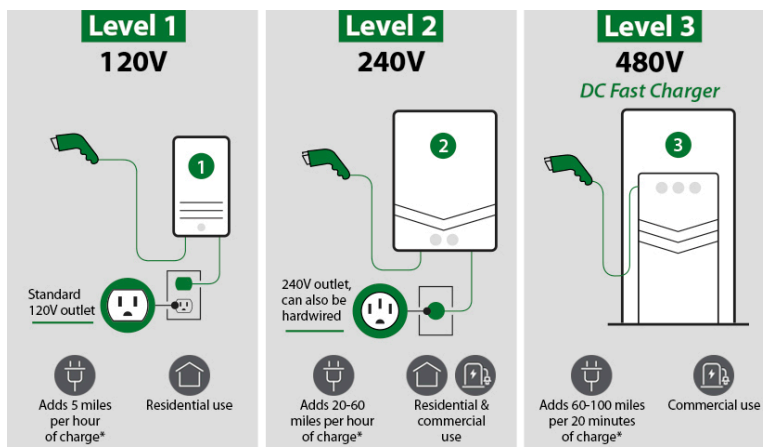 Level 1
120V
1
Standard
120V outlet
Adds 5 miles
per hour
of charge*
Residential use
Level 2
240V
2
240V outlet,
can also be
hardwired
Adds 20-60
miles per hour
of charge*
Residential &
commercial
use
Level 3
480V
DC Fast Charger
3
Adds 60-100 miles
per 20 minutes
of charge*
Commercial use